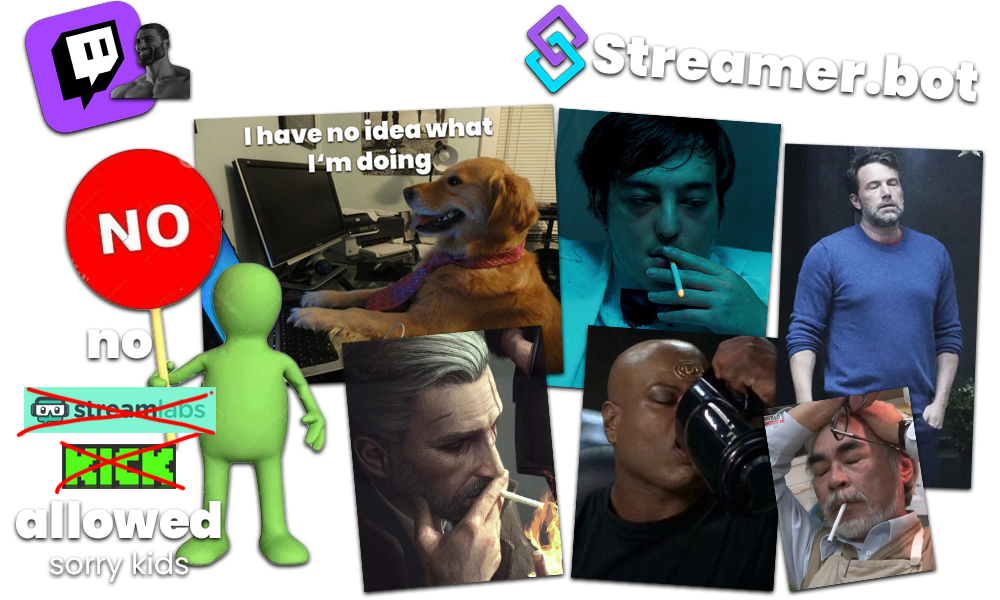 Streamer.bot
I have no idea what
I'm doing
NO
no
streamlabs
KICK
allowed
sorry kids